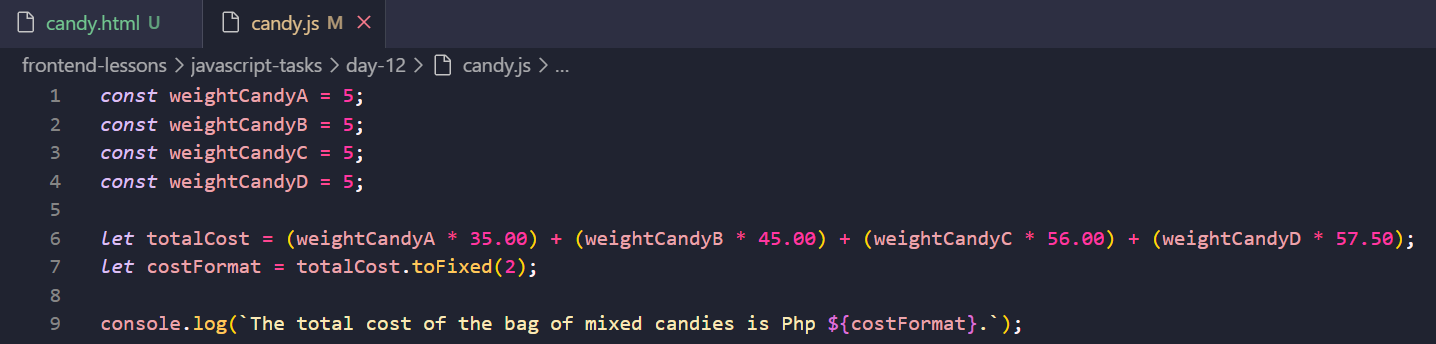 candy.html U candy.js M ×
frontend-lessons > javascript-tasks > day-12 > candy.js > ...
1 const weightCandyA = 5;
2 const weightCandyB = 5;
3 const weightCandyC = 5;
4 const weightCandyD = 5;
5
6 let totalCost = (weightCandyA * 35.00) + (weightCandyB * 45.00) + (weightCandyC * 56.00) + (weightCandyD * 57.50);
7 let costFormat = totalCost.toFixed(2);
8
9 console.log(`The total cost of the bag of mixed candies is Php ${costFormat}.`);